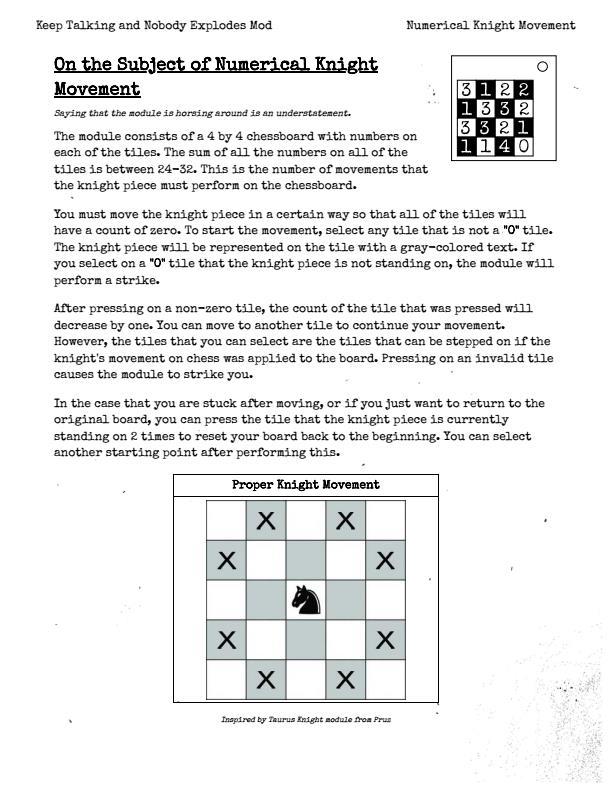 Keep Talking and Nobody Explodes Mod
Numerical Knight Movement
On the Subject of Numerical Knight
Movement
Saying that the module is horsing around is an understatement.
3 1 2 2
1 3 3 2
3 3 2 1
1 1 4 0
The module consists of a 4 by 4 chessboard with numbers on
each of the tiles. The sum of all the numbers on all of the
tiles is between 24-32. This is the number of movements that
the knight piece must perform on the chessboard.
You must move the knight piece in a certain way so that all of the tiles will
have a count of zero. To start the movement, select any tile that is not a "0" tile.
The knight piece will be represented on the tile with a gray-colored text. If
you select on a "0" tile that the knight piece is not standing on, the module will
perform a strike.
After pressing on a non-zero tile, the count of the tile that was pressed will
decrease by one. You can move to another tile to continue your movement.
However, the tiles that you can select are the tiles that can be stepped on if the
knight's movement on chess was applied to the board. Pressing on an invalid tile
causes the module to strike you.
In the case that you are stuck after moving, or if you just want to return to the
original board, you can press the tile that the knight piece is currently
standing on 2 times to reset your board back to the beginning. You can select
another starting point after performing this.
Proper Knight Movement
X X
X X
X X
X X
Inspired by Taurus Knight module from Prus